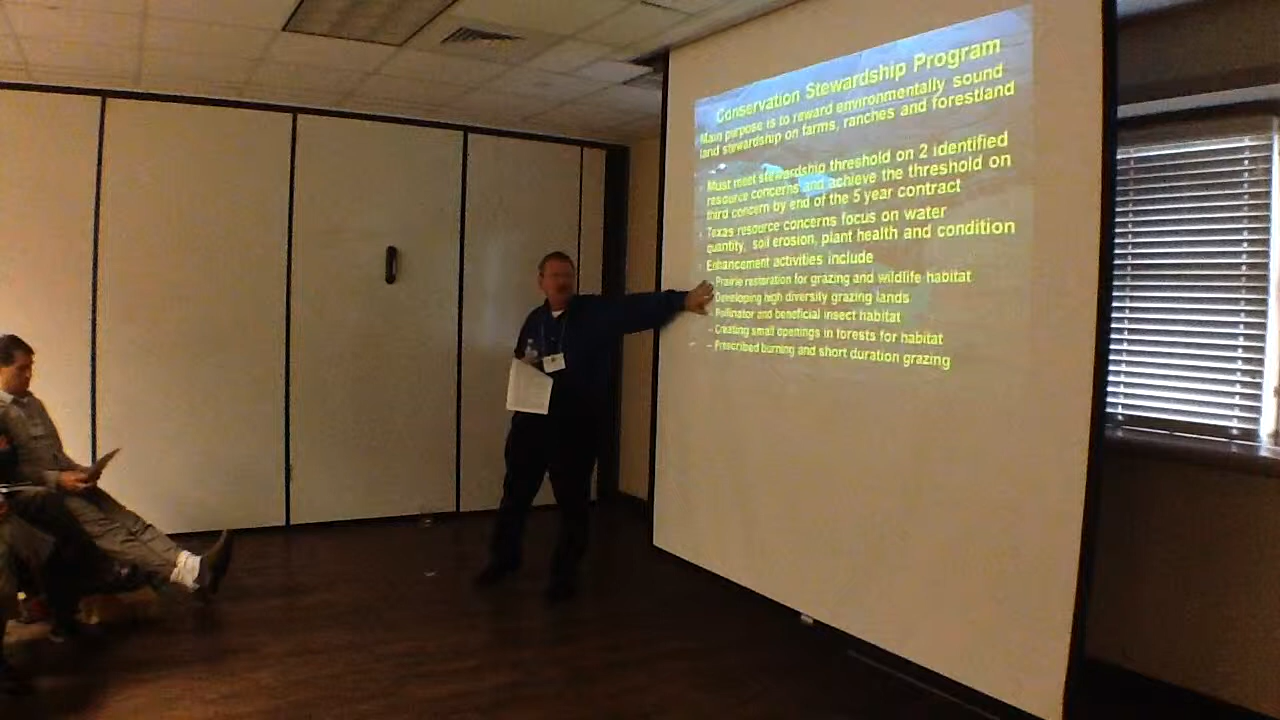 Conservation Stewardship Program
Main purpose is to reward environmentally sound
land stewardship on farms, ranches and forestland
Must meet stewardship threshold on 2 identified
resource concerns and achieve the threshold on
third concern by end of the 5 year contract
Texas resource concerns focus on water
quantity, soil erosion, plant health and condition
Enhancement activities include
- Prairie restoration for grazing and wildlife habitat
- Developing high diversity grazing lands
- Pollinator and beneficial insect habitat
- Creating small openings in forests for habitat
- Prescribed burning and short duration grazing